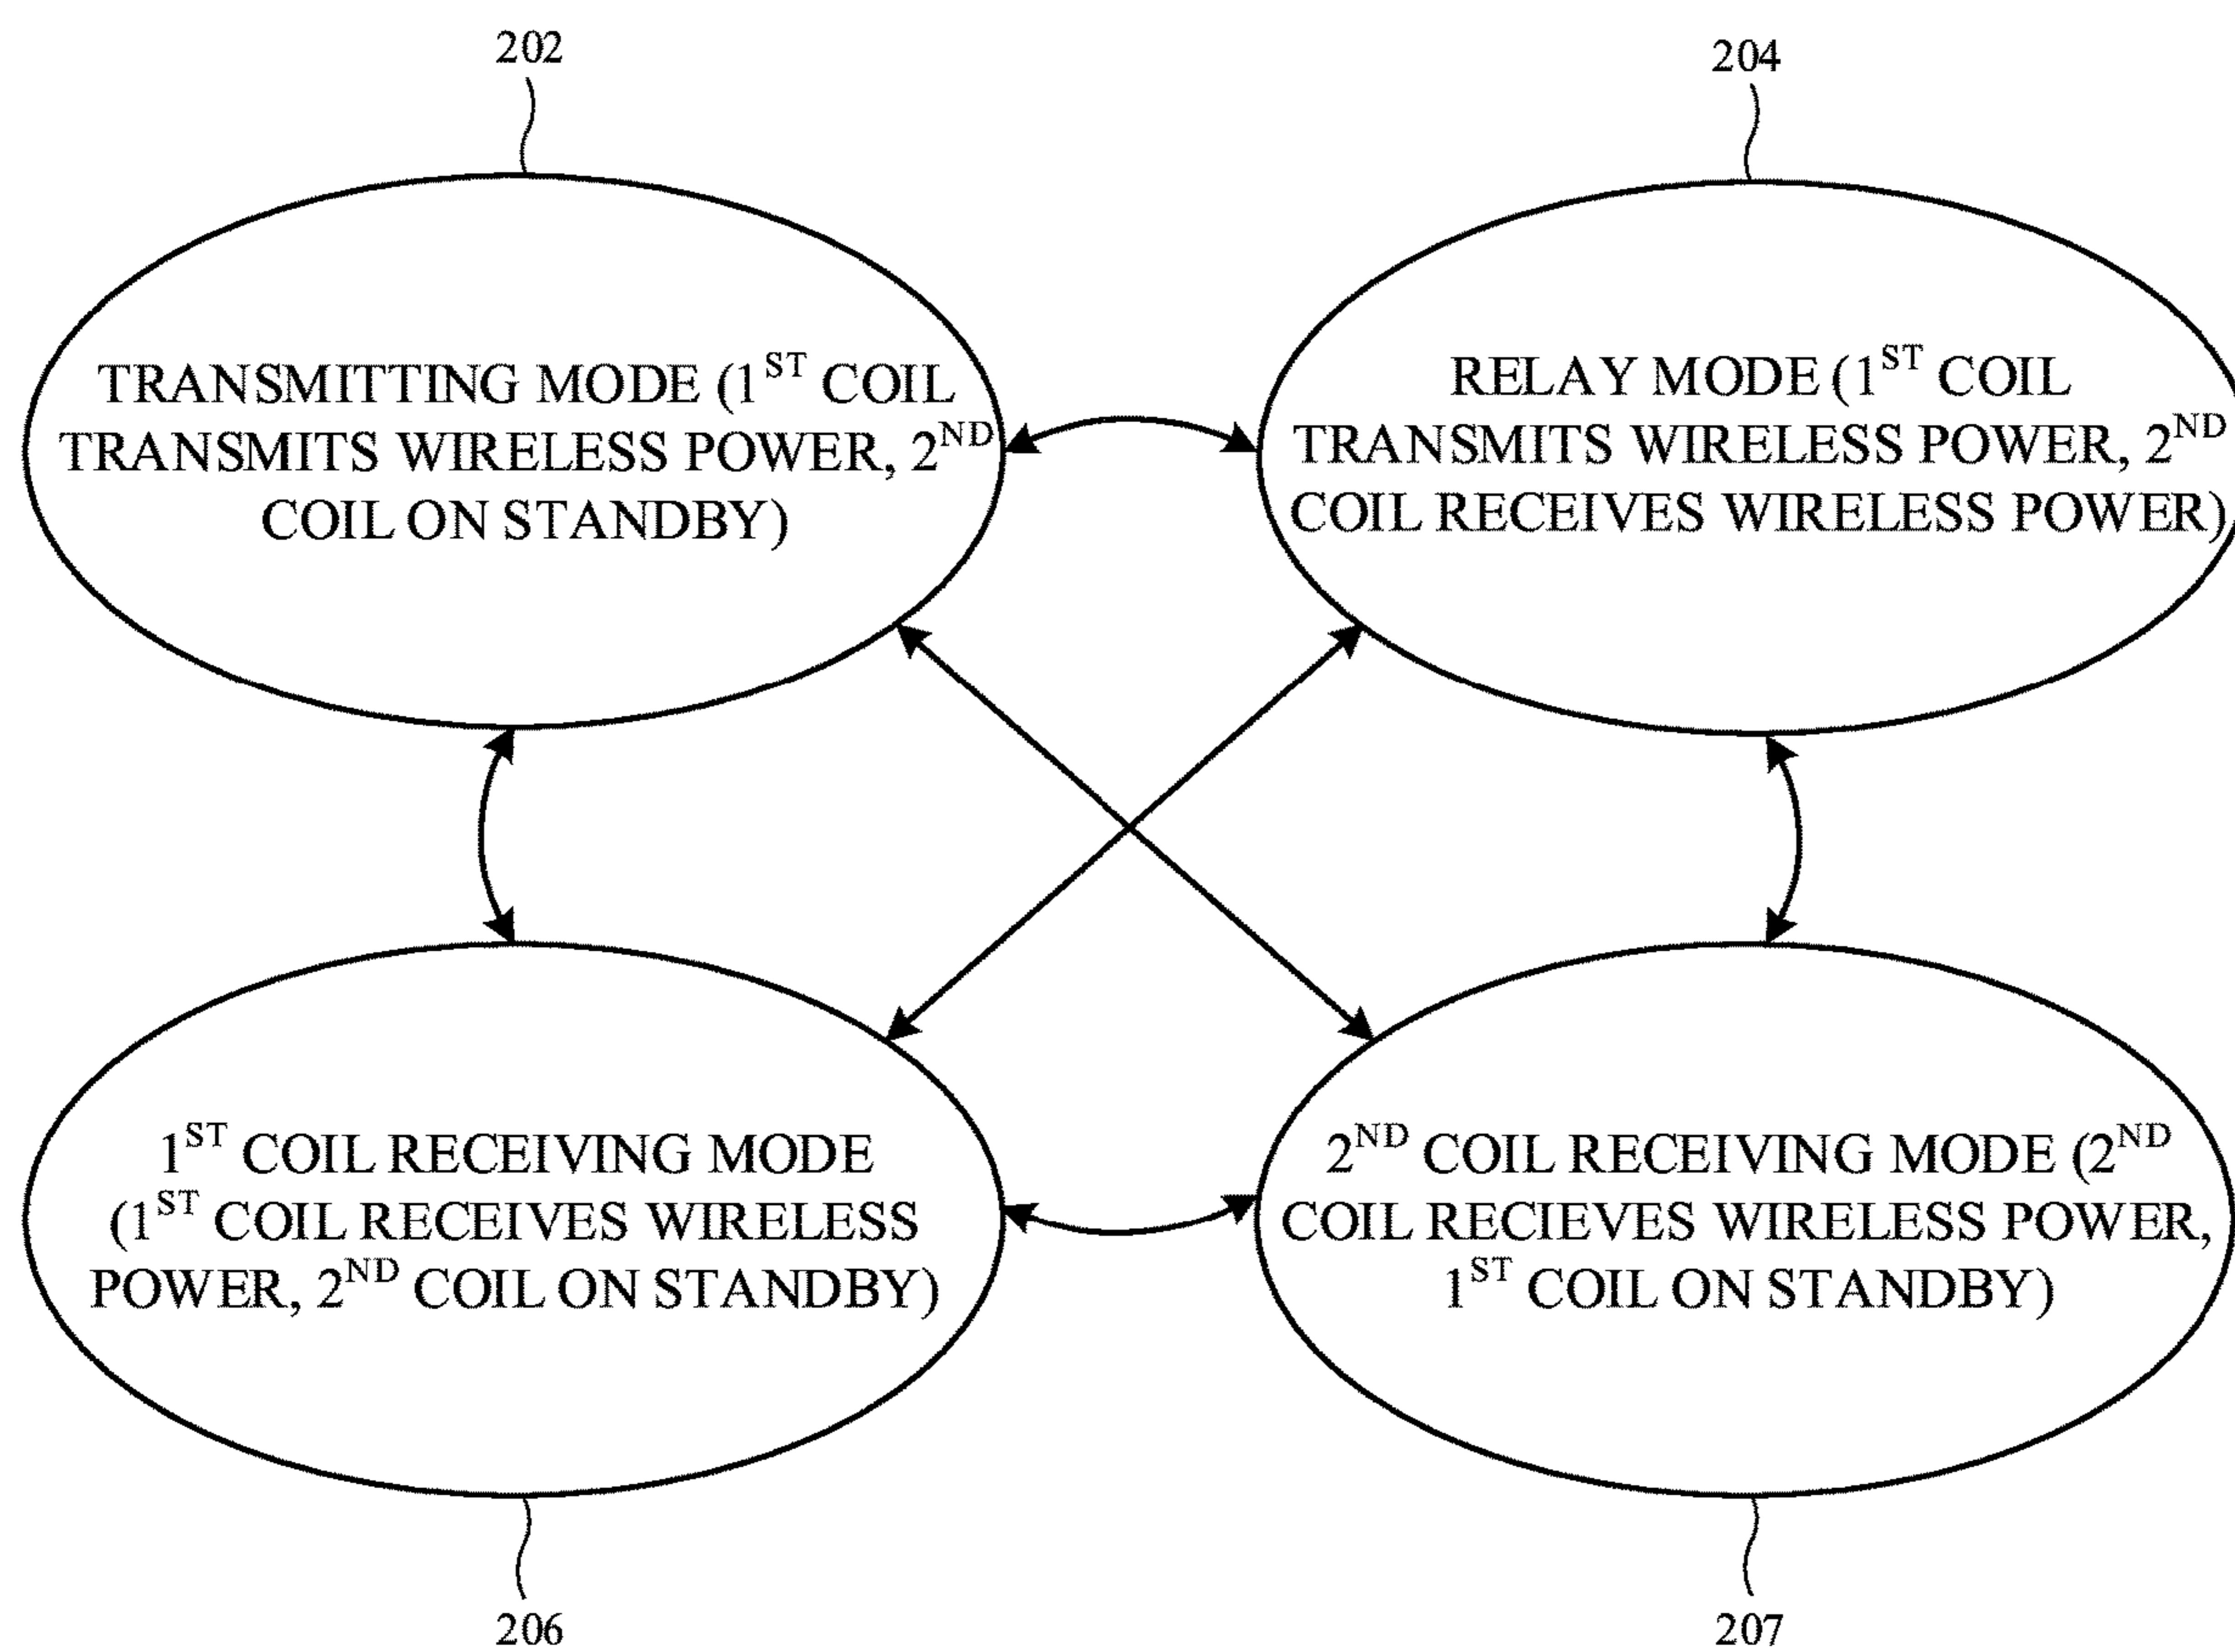 202
204
TRANSMITTING MODE (1ST COIL
TRANSMITS WIRELESS POWER, 2ND
COIL ON STANDBY)
RELAY MODE (1ST COIL
TRANSMITS WIRELESS POWER, 2ND
COIL RECEIVES WIRELESS POWER)
1ST COIL RECEIVING MODE
(1ST COIL RECEIVES WIRELESS
POWER, 2ND COIL ON STANDBY)
2ND COIL RECEIVING MODE (2ND
COIL RECIEVES WIRELESS POWER,
1ST COIL ON STANDBY)
206
207